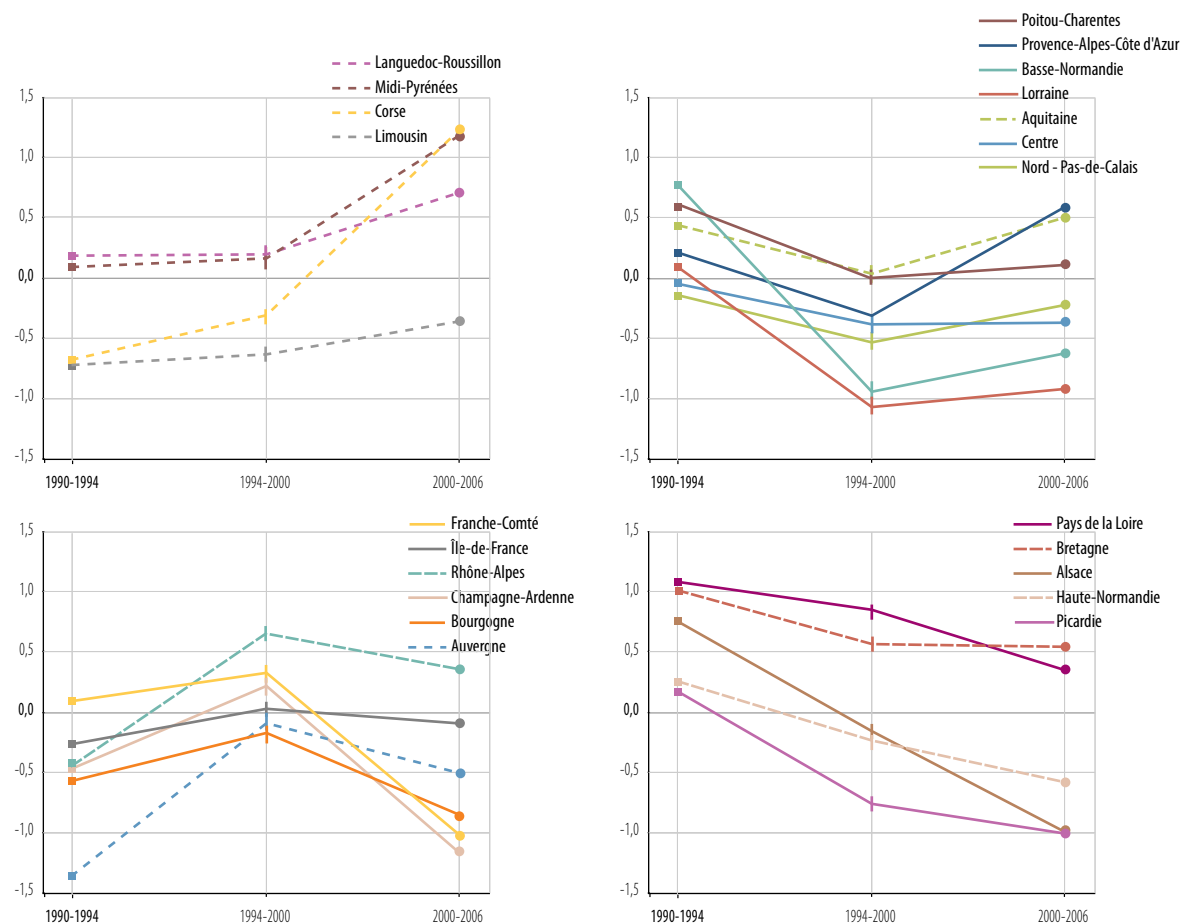 Languedoc-Roussillon
Midi-Pyrénées
Corse
Limousin
1,5
1,0
0,5
0,0
-0,5
-1,0
-1,5
1990-1994
1994-2000
2000-2006
Poitou-Charentes
Provence-Alpes-Côte d'Azur
Basse-Normandie
Lorraine
Aquitaine
Centre
Nord - Pas-de-Calais
1,5
1,0
0,5
0,0
-0,5
-1,0
-1,5
1990-1994
1994-2000
2000-2006
Franche-Comté
Île-de-France
Rhône-Alpes
Champagne-Ardenne
Bourgogne
Auvergne
1,5
1,0
0,5
0,0
-0,5
-1,0
-1,5
1990-1994
1994-2000
2000-2006
Pays de la Loire
Bretagne
Alsace
Haute-Normandie
Picardie
1,5
1,0
0,5
0,0
-0,5
-1,0
-1,5
1990-1994
1994-2000
2000-2006